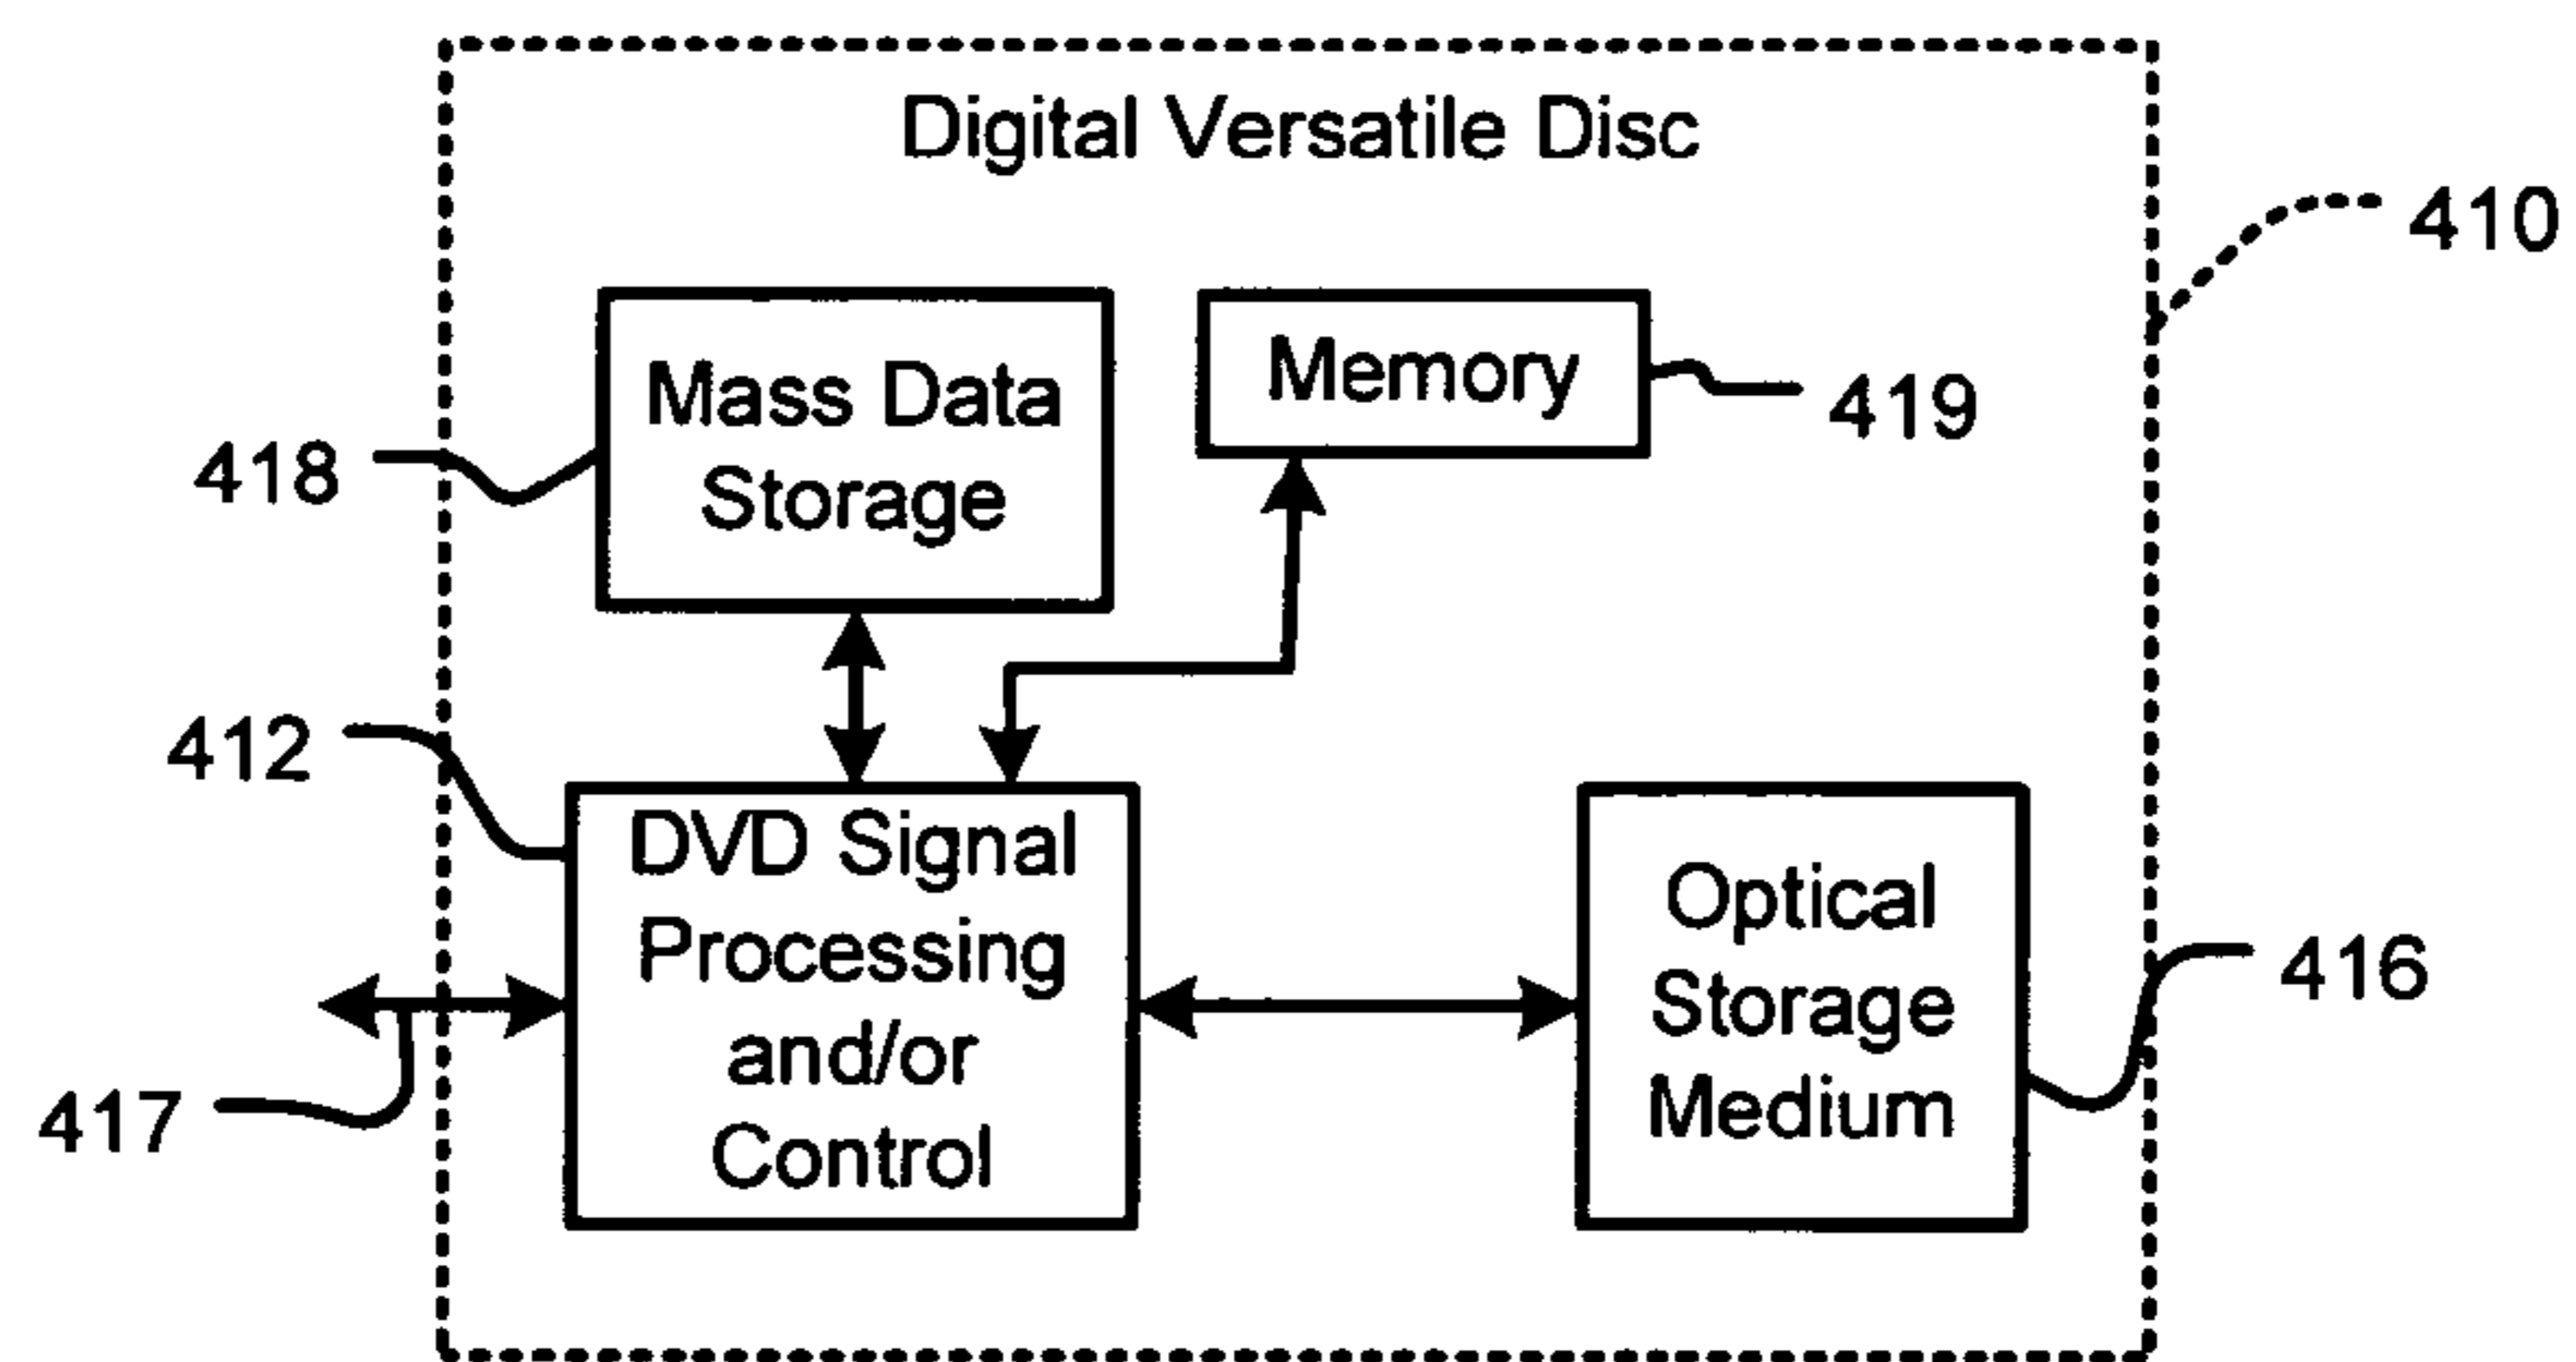 Digital Versatile Disc
410
Mass Data
Storage
418
Memory
419
412
DVD Signal
Processing
and/or
Control
417
Optical
Storage
Medium
416